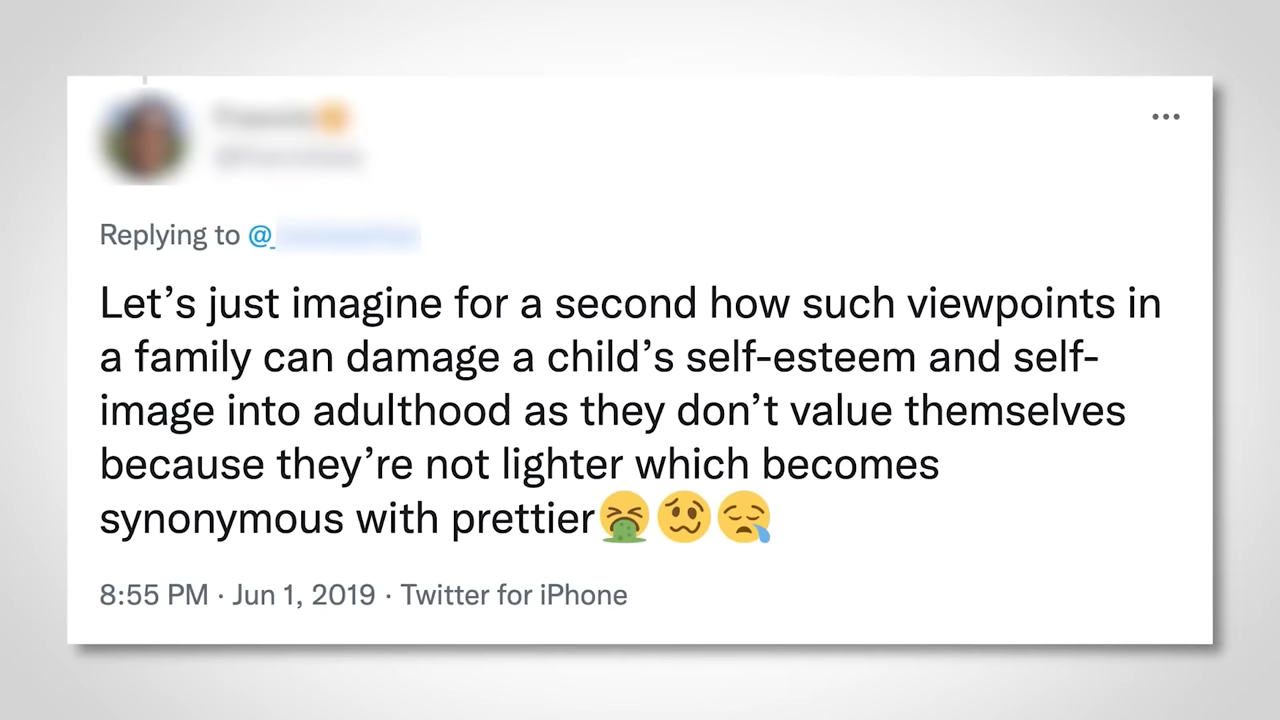 Replying to @_
Let’s just imagine for a second how such viewpoints in
a family can damage a child’s self-esteem and self-
image into adulthood as they don’t value themselves
because they’re not lighter which becomes
synonymous with prettier🤮🥴😪
8:55 PM · Jun 1, 2019 · Twitter for iPhone